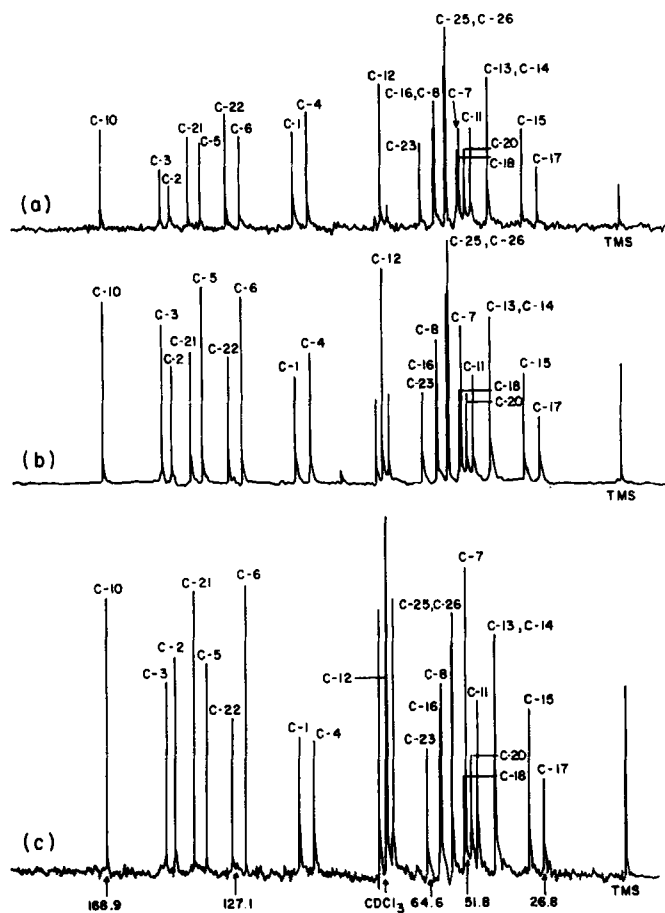 C-25,C-26
C-13,C-14
C-12
C-16,C-8
C-7
C-10
C-22
C-4
C-11
C-21
C-6
C-1
C-15
C-5
C-23
C-20
C-3
C-18
C-17
C-2
(a)
TMS
C-25,C-26
C-12
C-5
C-6
C-10
C-3
C-7
C-13,C-14
C-21
C-8
C-2
C-22
C-4
C-11
C-15
C-1
C-16
C-18
C-23
C-20
C-17
(b)
TMS
C-7
C-6
C-21
C-10
C-25,C-26
C-13,C-14
C-2
C-5
C-3
C-12
C-8
C-11
C-15
C-22
C-16
C-1
C-4
C-23
C-20
C-18
C-17
(c)
TMS
168.9
127.1
CDCl3
64.6
51.8
26.8